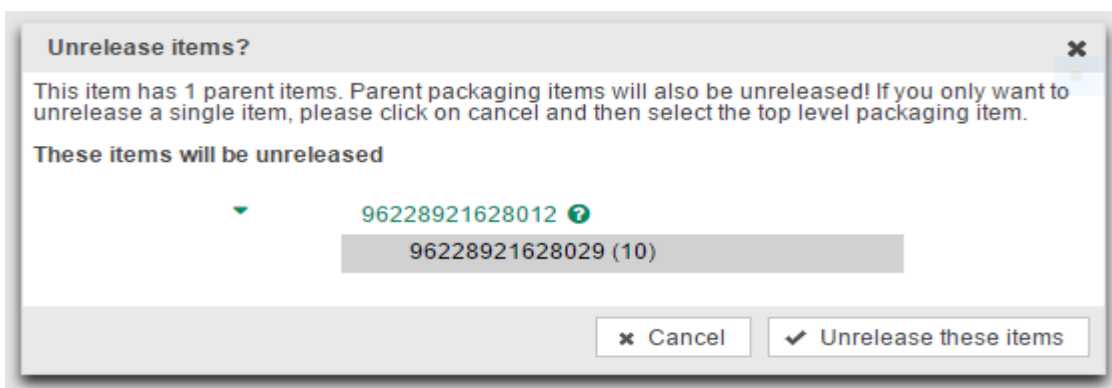 Unrelease items?
This item has 1 parent items. Parent packaging items will also be unreleased! If you only want to
unrelease a single item, please click on cancel and then select the top level packaging item.
These items will be unreleased
96228921628012
96228921628029 (10)
Cancel
Unrelease these items